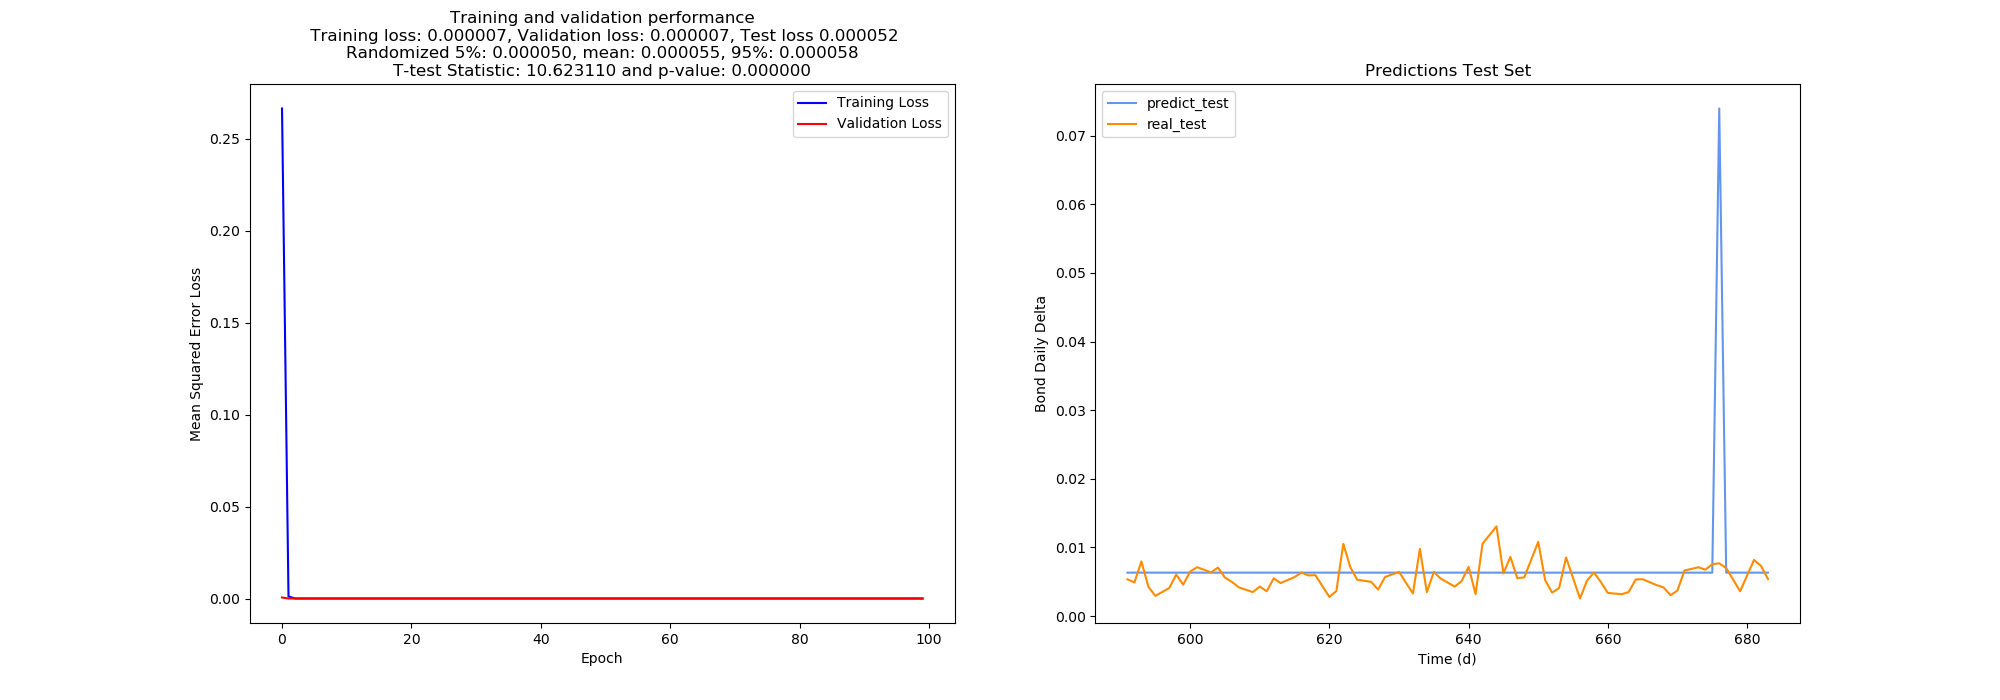 Training and validation performance
Training loss: 0.000007, Validation loss: 0.000007, Test loss 0.000052
Randomized 5%: 0.000050, mean: 0.000055, 95%: 0.000058
T-test Statistic: 10.623110 and p-value: 0.000000
Training Loss
Validation Loss
0.25
0.20
0.15
0.10
0.05
0.00
Mean Squared Error Loss
0
20
40
60
80
100
Epoch
Predictions Test Set
predict_test
real_test
0.07
0.06
0.05
0.04
0.03
0.02
0.01
0.00
Bond Daily Delta
600
620
640
660
680
Time (d)